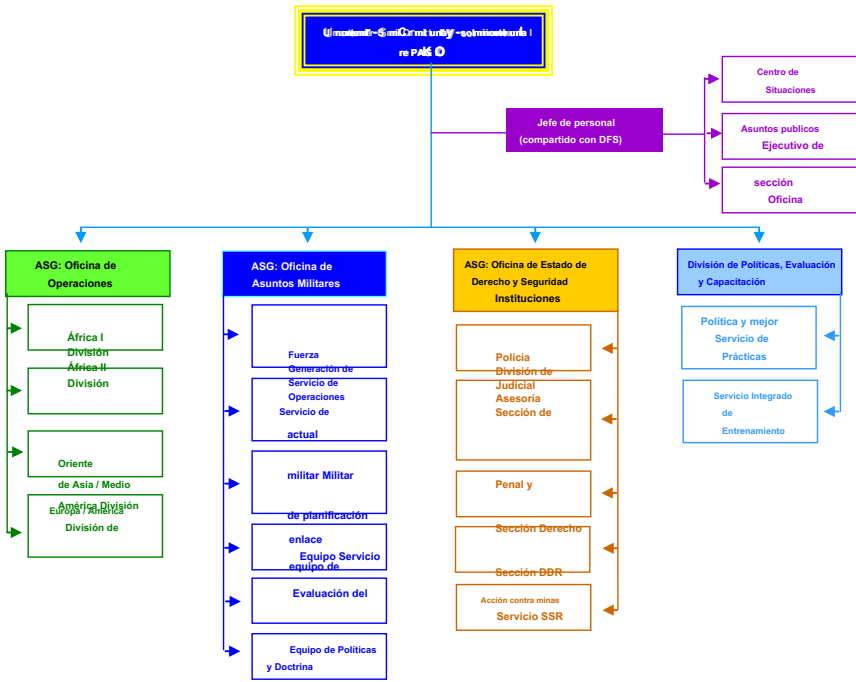 Jefe de personal
(compartido con DFS)
Centro de
Situaciones
Asuntos publicos
Ejecutivo de
sección
Oficina
ASG: Oficina de
Operaciones
África I
División
África II
División
Oriente
de Asia / Medio
América División
Europa / América
División de
ASG: Oficina de
Asuntos Militares
Fuerza
Generación de
Servicio de
Operaciones
Servicio de
actual
militar Militar
de planificación
enlace
Equipo Servicio
equipo de
Evaluación del
Equipo de Políticas
y Doctrina
ASG: Oficina de Estado de
Derecho y Seguridad
Instituciones
Policía
División de
Judicial
Asesoría
Sección de
Penal y
Sección Derecho
Sección DDR
Acción contra minas
Servicio SSR
División de Políticas, Evaluación
y Capacitación
Política y mejor
Servicio de
Prácticas
Servicio Integrado
de
Entrenamiento